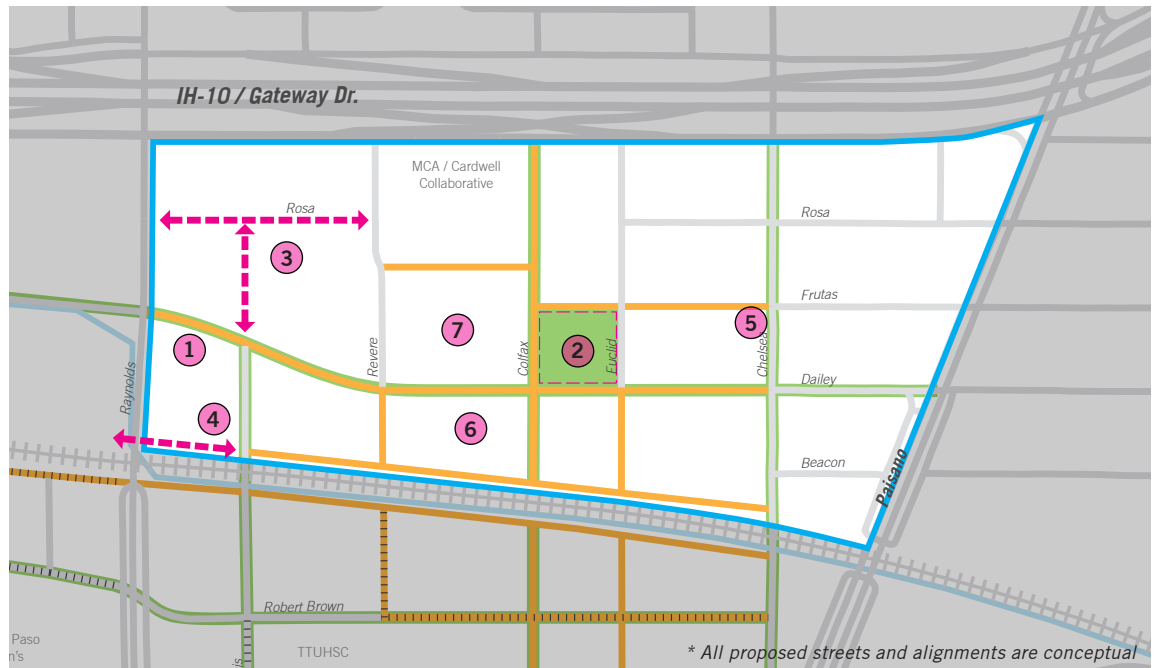 IH-10 / Gateway Dr.
MCA / Cardwell
Collaborative
Rosa
Rosa
3
Frutas
5
7
1
2
Revere
Colfax
Euclid
Chelsea
Raynolds
Dailey
4
6
Beacon
Paisano
Robert Brown
Paso
n's
TTUHSC
* All proposed streets and alignments are conceptual